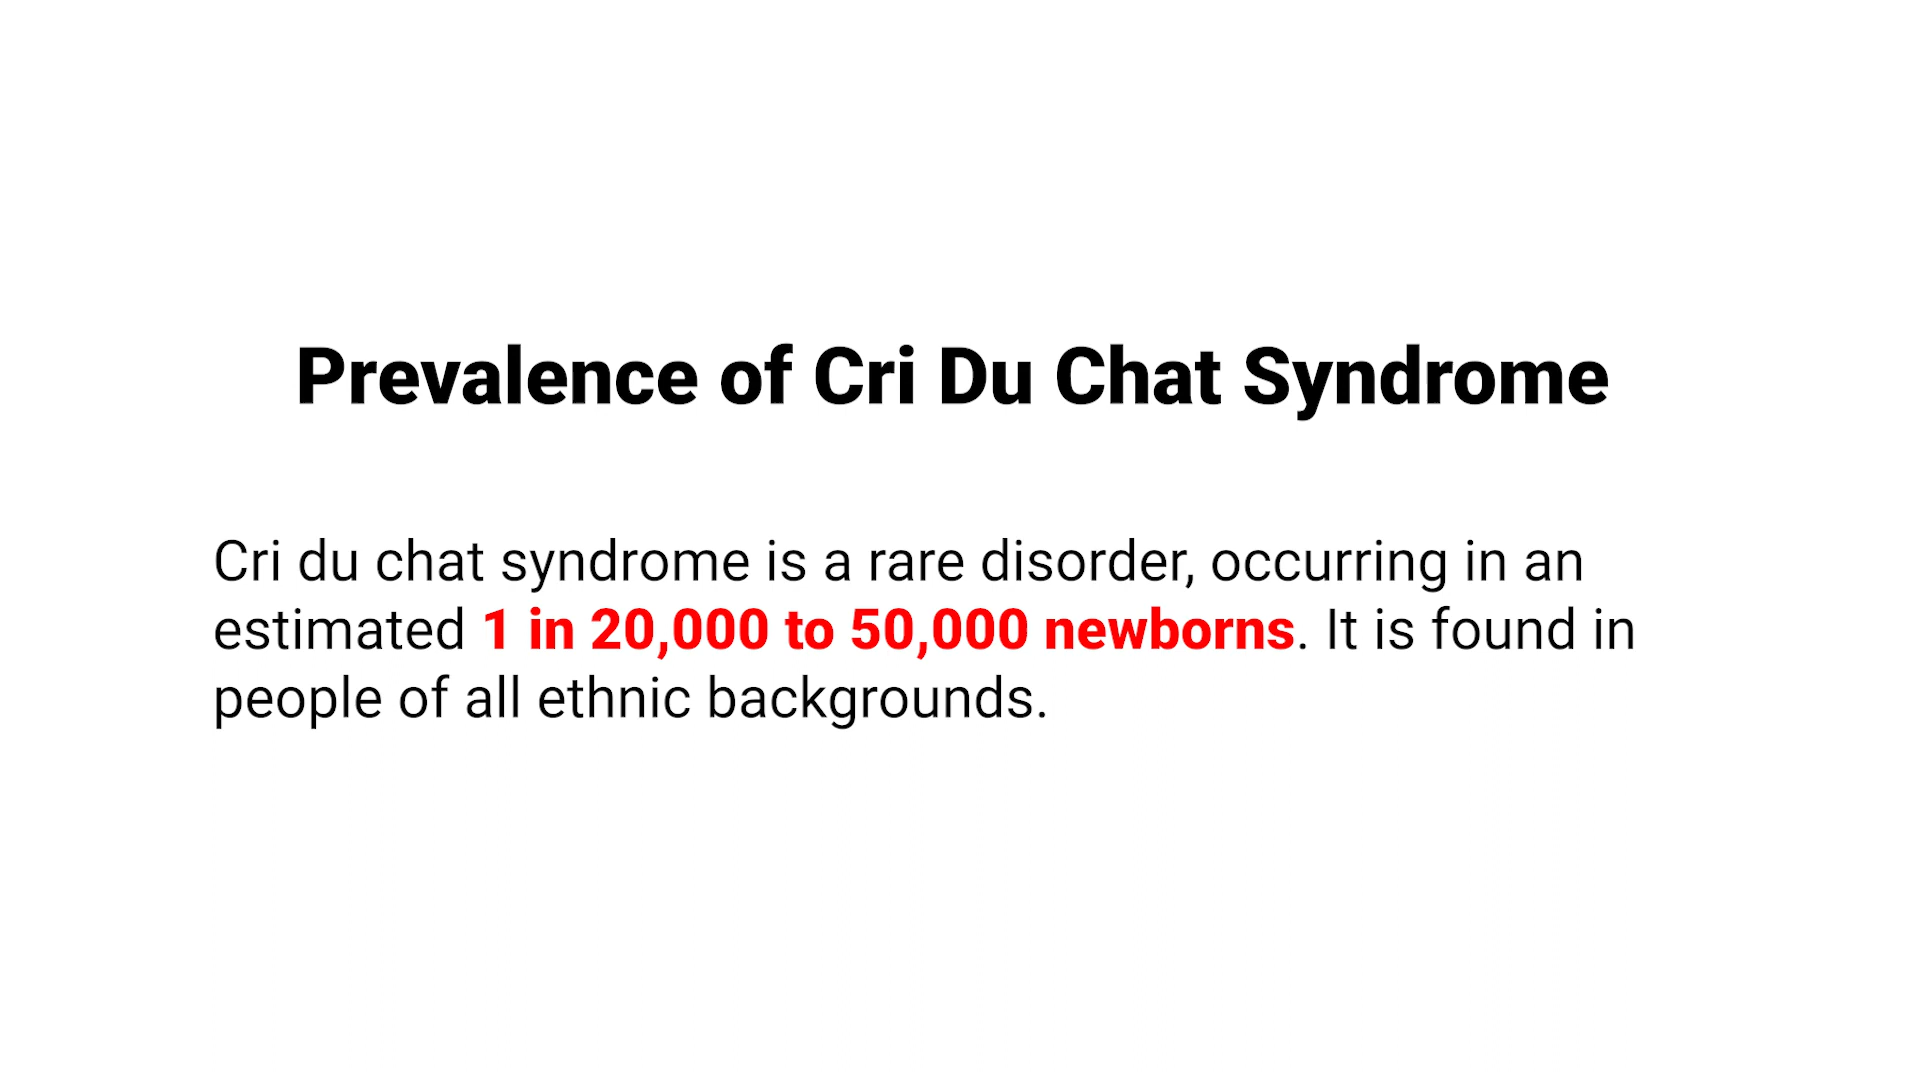 Prevalence of Cri Du Chat Syndrome
Cri du chat syndrome is a rare disorder, occurring in an
estimated 1 in 20,000 to 50,000 newborns. It is found in
people of all ethnic backgrounds.